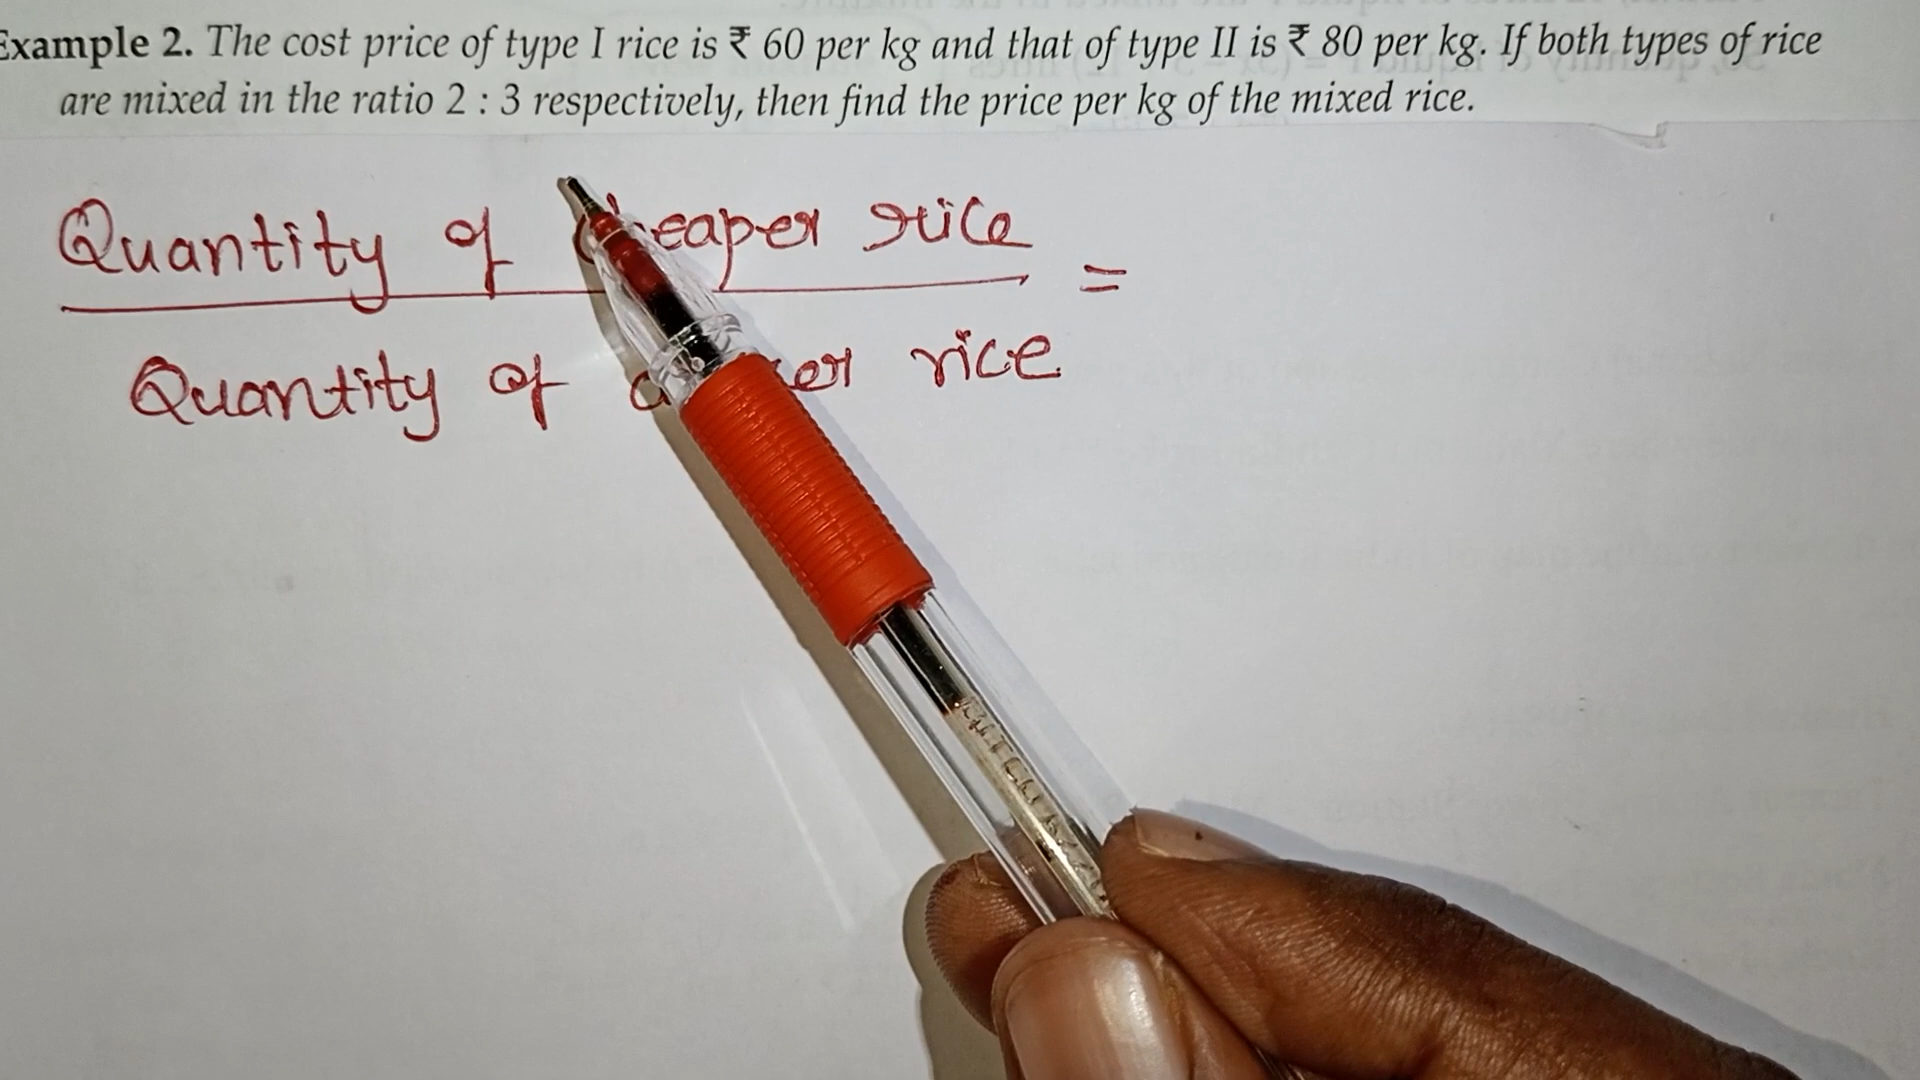 Example 2. The cost price of type I rice is ₹ 60 per kg and that of type II is ₹ 80 per kg. If both types of rice
are mixed in the ratio 2 : 3 respectively, then find the price per kg of the mixed rice.
Quantity of cheaper rice =
Quantity of rice